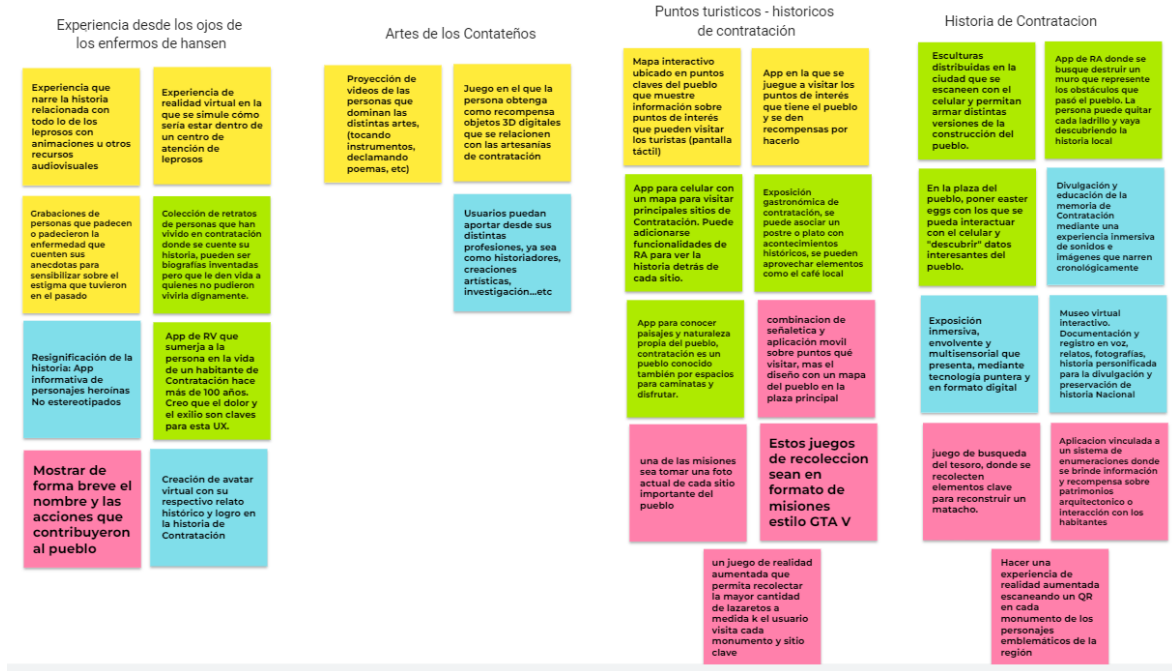 Experiencia desde los ojos de
los enfermos de hansen
Experiencia que
narre la historia
relacionada con
todo lo de los
leprosos con
animaciones u otros
recursos
audiovisuales
Experiencia de
realidad virtual en la
que se simule cómo
sería estar dentro de
un centro de
atención de
leprosos
Grabaciones de
personas que padecen
o padecieron la
enfermedad que
cuenten sus
anecdotas para
sensibilizar sobre el
estigma que tuvieron
en el pasado
Colección de retratos
de personas que han
vivido en contratación
donde se cuente su
historia, pueden ser
biografías inventadas
pero que le den vida a
quienes no pudieron
vivirla dignamente.
Resignificación de la
historia: App
informativa de
personajes heroínas
No estereotipados
App de RV que
sumerja a la
persona en la vida
de un habitante de
Contratación hace
más de 100 años.
Creo que el dolor y
el exilio son claves
para esta UX.
Mostrar de
forma breve el
nombre y las
acciones que
contribuyeron
al pueblo
Creación de avatar
virtual con su
respectivo relato
histórico y logro en
la historia de
Contratación
Artes de los Contateños
Proyección de
videos de las
personas que
dominan las
distintas artes,
(tocando
instrumentos,
declamando
poemas, etc)
Juego en el que la
persona obtenga
como recompensa
objetos 3D digitales
que se relacionen
con las artesanías
de contratación
Usuarios puedan
aportar desde sus
distintas
profesiones, ya sea
como historiadores,
creaciones
artísticas,
investigación...etc
Puntos turisticos - historicos
de contratación
Mapa interactivo
ubicado en puntos
claves del pueblo
que muestre
información sobre
puntos de interés
que pueden visitar
los turistas (pantalla
táctil)
App en la que se
juegue a visitar los
puntos de interés
que tiene el pueblo
y se den
recompensas por
hacerlo
App para celular con
un mapa para visitar
principales sitios de
Contratación. Puede
adicionarse
funcionalidades de
RA para ver la
historia detrás de
cada sitio.
Exposición
gastronómica de
contratación, se
puede asociar un
postre o plato con
acontecimientos
históricos, se pueden
aprovechar elementos
como el café local
App para conocer
paisajes y naturaleza
propia del pueblo,
contratación es un
pueblo conocido
también por espacios
para caminatas y
disfrutar.
combinacion de
señaletica y
aplicación movil
sobre puntos qué
visitar, mas el
diseño con un mapa
del pueblo en la
plaza principal
una de las misiones
sea tomar una foto
actual de cada sitio
importante del
pueblo
Estos juegos
de recoleccion
sean en
formato de
misiones
estilo GTA V
un juego de realidad
aumentada que
permita recolectar
la mayor cantidad
de lazaretos a
medida k el usuario
visita cada
monumento y sitio
clave
Historia de Contratacion
Esculturas
distribuidas en la
ciudad que se
escaneen con el
celular y permitan
armar distintas
versiones de la
construcción del
pueblo.
App de RA donde se
busque destruir un
muro que represente
los obstáculos que
pasó el pueblo. La
persona puede quitar
cada ladrillo y vaya
descubriendo la
historia local
En la plaza del
pueblo, poner easter
eggs con los que se
pueda interactuar
con el celular y
"descubrir" datos
interesantes del
pueblo.
Divulgación y
educación de la
memoria de
Contratación
mediante una
experiencia inmersiva
de sonidos e
imágenes que narren
cronológicamente
Exposición
inmersiva,
envolvente y
multisensorial que
presenta, mediante
tecnología puntera y
en formato digital
Museo virtual
interactivo.
Documentación y
registro en voz,
relatos, fotografías,
historia personificada
para la divulgación y
preservación de
historia Nacional
juego de busqueda
del tesoro, donde se
recolecten
elementos clave
para reconstruir un
matacho.
Aplicacion vinculada a
un sistema de
enumeraciones donde
se brinde información
y recompensa sobre
patrimonios
arquitectonico o
interacción con los
habitantes
Hacer una
experiencia de
realidad aumentada
escaneando un QR
en cada
monumento de los
personajes
emblemáticos de la
región